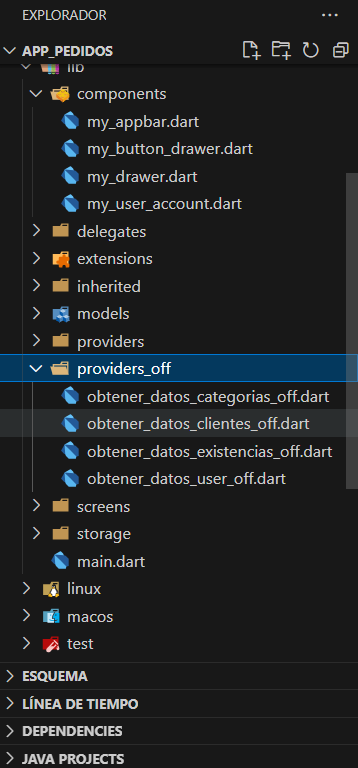 EXPLORADOR
APP_PEDIDOS
lib
components
my_appbar.dart
my_button_drawer.dart
my_drawer.dart
my_user_account.dart
delegates
extensions
inherited
models
providers
providers_off
obtener_datos_categorias_off.dart
obtener_datos_clientes_off.dart
obtener_datos_existencias_off.dart
obtener_datos_user_off.dart
screens
storage
main.dart
linux
macos
test
ESQUEMA
LÍNEA DE TIEMPO
DEPENDENCIES
JAVA PROJECTS